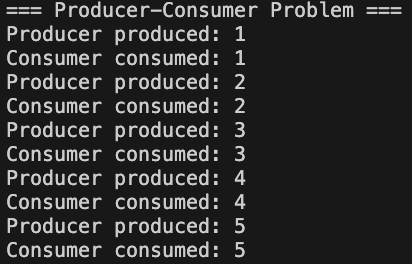 === Producer-Consumer Problem ===
Producer produced: 1
Consumer consumed: 1
Producer produced: 2
Consumer consumed: 2
Producer produced: 3
Consumer consumed: 3
Producer produced: 4
Consumer consumed: 4
Producer produced: 5
Consumer consumed: 5